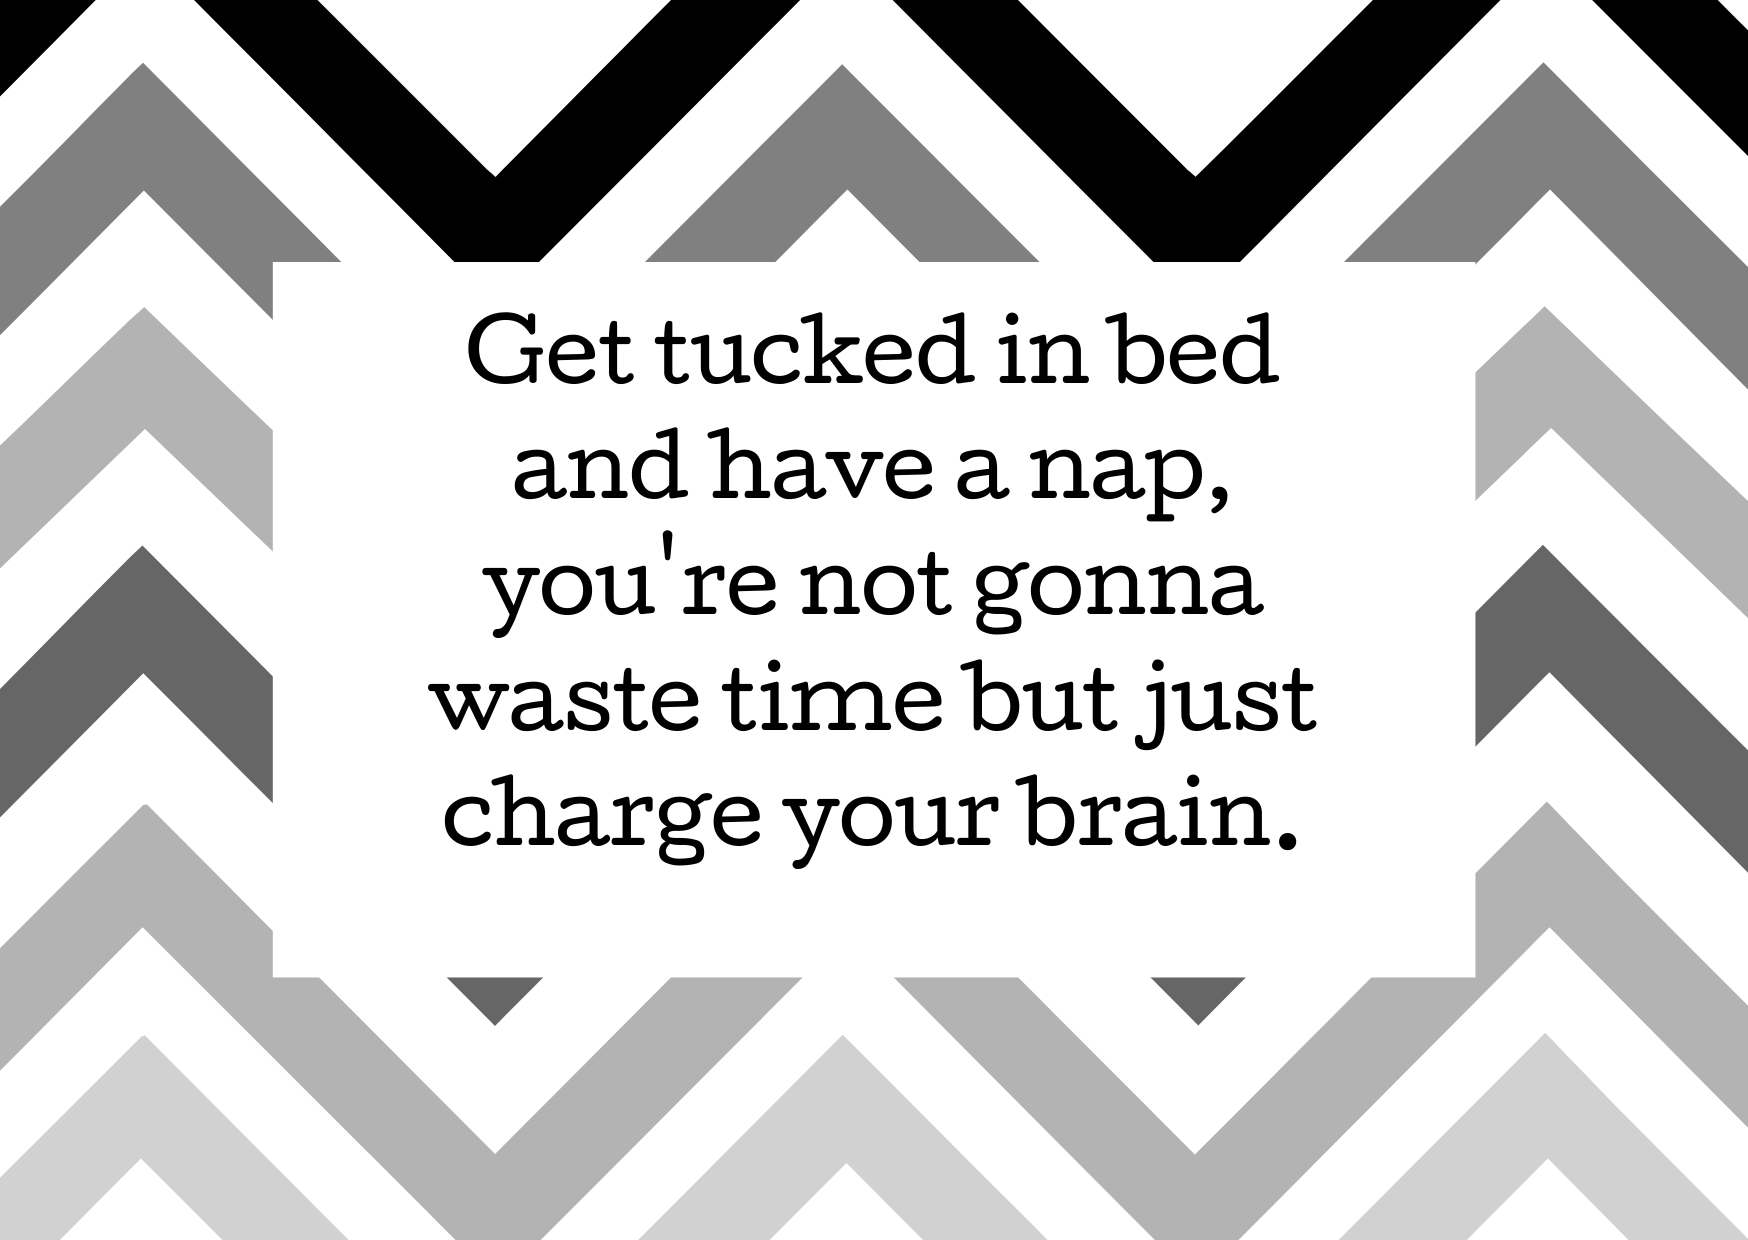 Get tucked in bed
and have a nap,
you're not gonna
waste time but just
charge your brain.